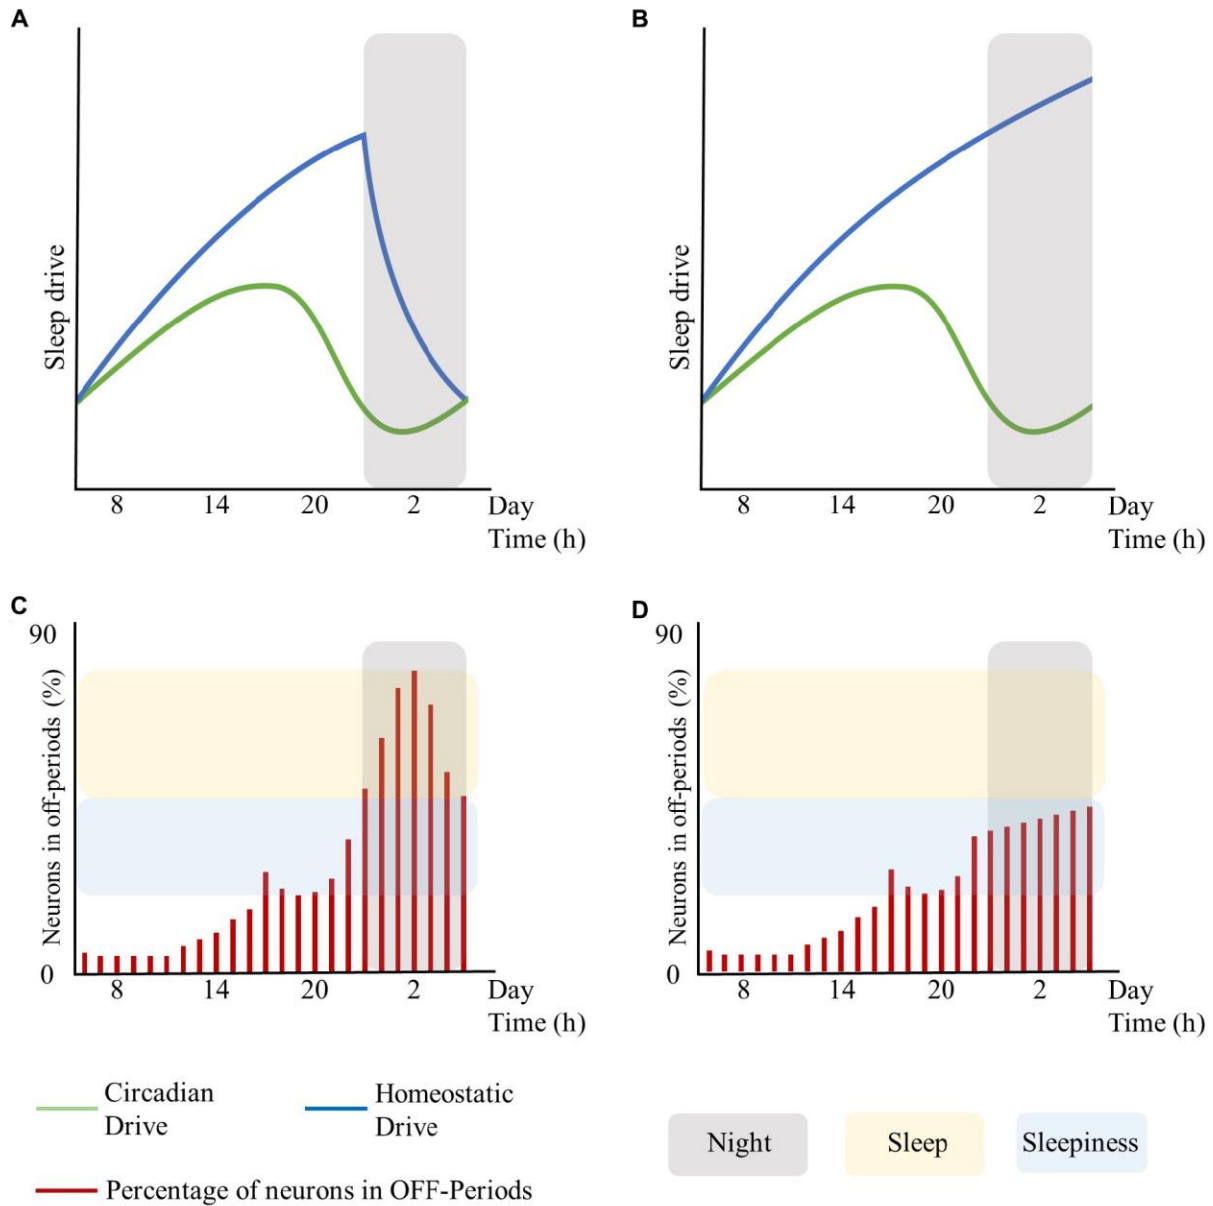 A
B
Sleep drive
Sleep drive
8 14 20 2 Day
Time (h)
8 14 20 2 Day
Time (h)
C
D
90
90
Neurons in off-periods (%)
Neurons in off-periods (%)
0
0
8 14 20 2 Day
Time (h)
8 14 20 2 Day
Time (h)
Circadian
Drive
Homeostatic
Drive
Percentage of neurons in OFF-Periods
Night
Sleep
Sleepiness